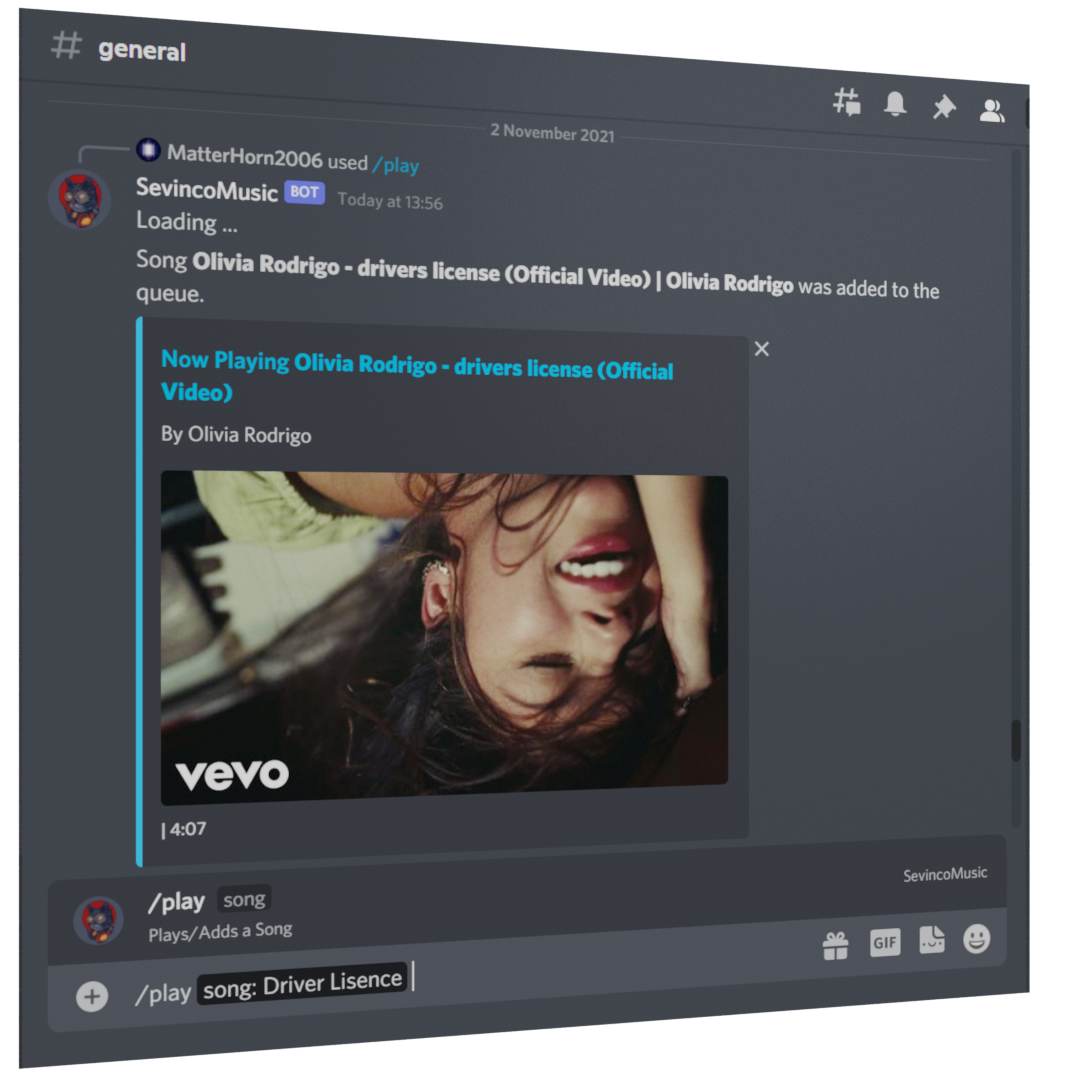 general
2 November 2021
MatterHorn2006 used /play
SevincoMusic BOT Today at 13:56
Loading ...
Song Olivia Rodrigo - drivers license (Official Video) | Olivia Rodrigo was added to the
queue.
Now Playing Olivia Rodrigo - drivers license (Official
Video)
By Olivia Rodrigo
vevo
| 4:07
/play song
SevincoMusic
Plays/Adds a Song
GIF
/play song: Driver Lisence